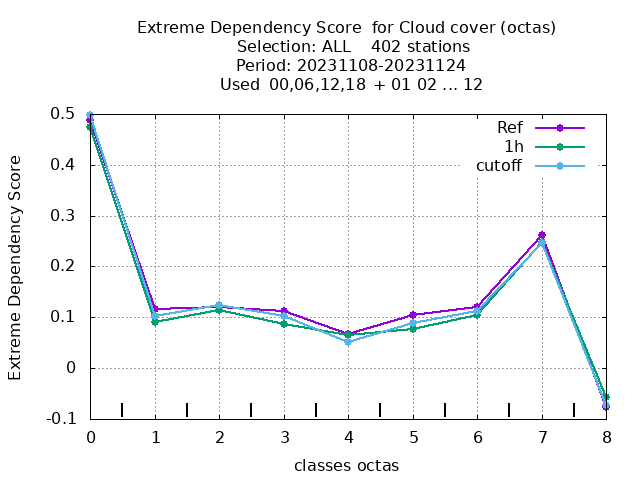 Extreme Dependency Score  for Cloud cover (octas)
Selection: ALL    402 stations
Period: 20231108-20231124
Used  00,06,12,18  + 01 02 ... 12
Ref
1h
cutoff
Extreme Dependency Score
0.5
0.4
0.3
0.2
0.1
0
-0.1
0 1 2 3 4 5 6 7 8
classes octas